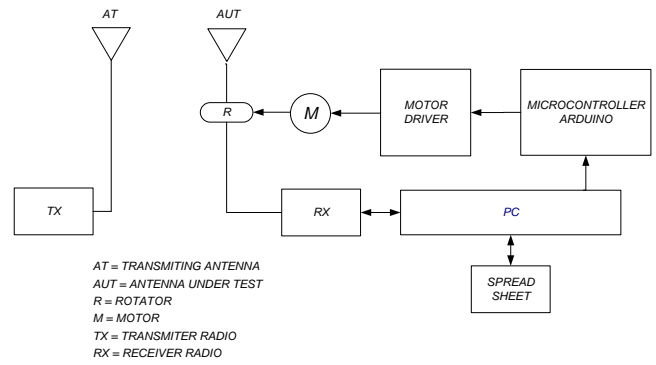 AT
AUT
R
M
MOTOR
DRIVER
MICROCONTROLLER
ARDUINO
TX
RX
PC
SPREAD
SHEET
AT = TRANSMITING ANTENNA
AUT = ANTENNA UNDER TEST
R = ROTATOR
M = MOTOR
TX = TRANSMITER RADIO
RX = RECEIVER RADIO